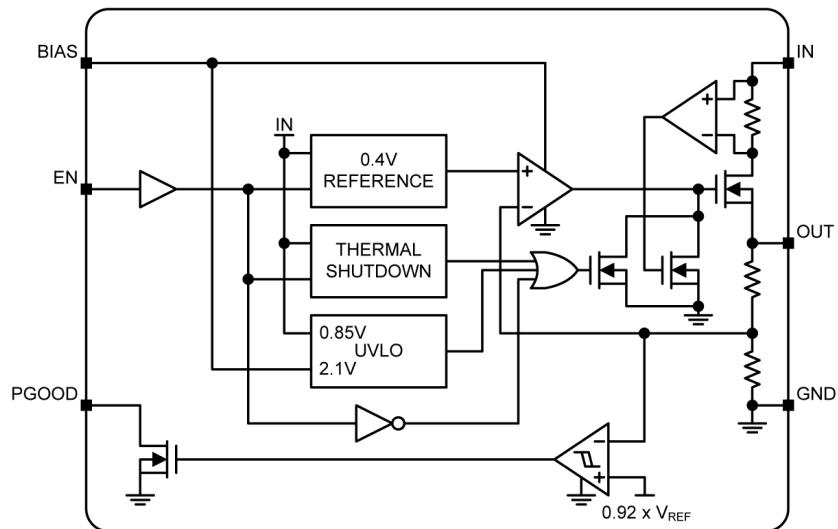 BIAS
IN
IN
0.4V
REFERENCE
+
−
+
−
EN
OUT
THERMAL
SHUTDOWN
0.85V
UVLO
2.1V
PGOOD
GND
−
+
0.92 x VREF